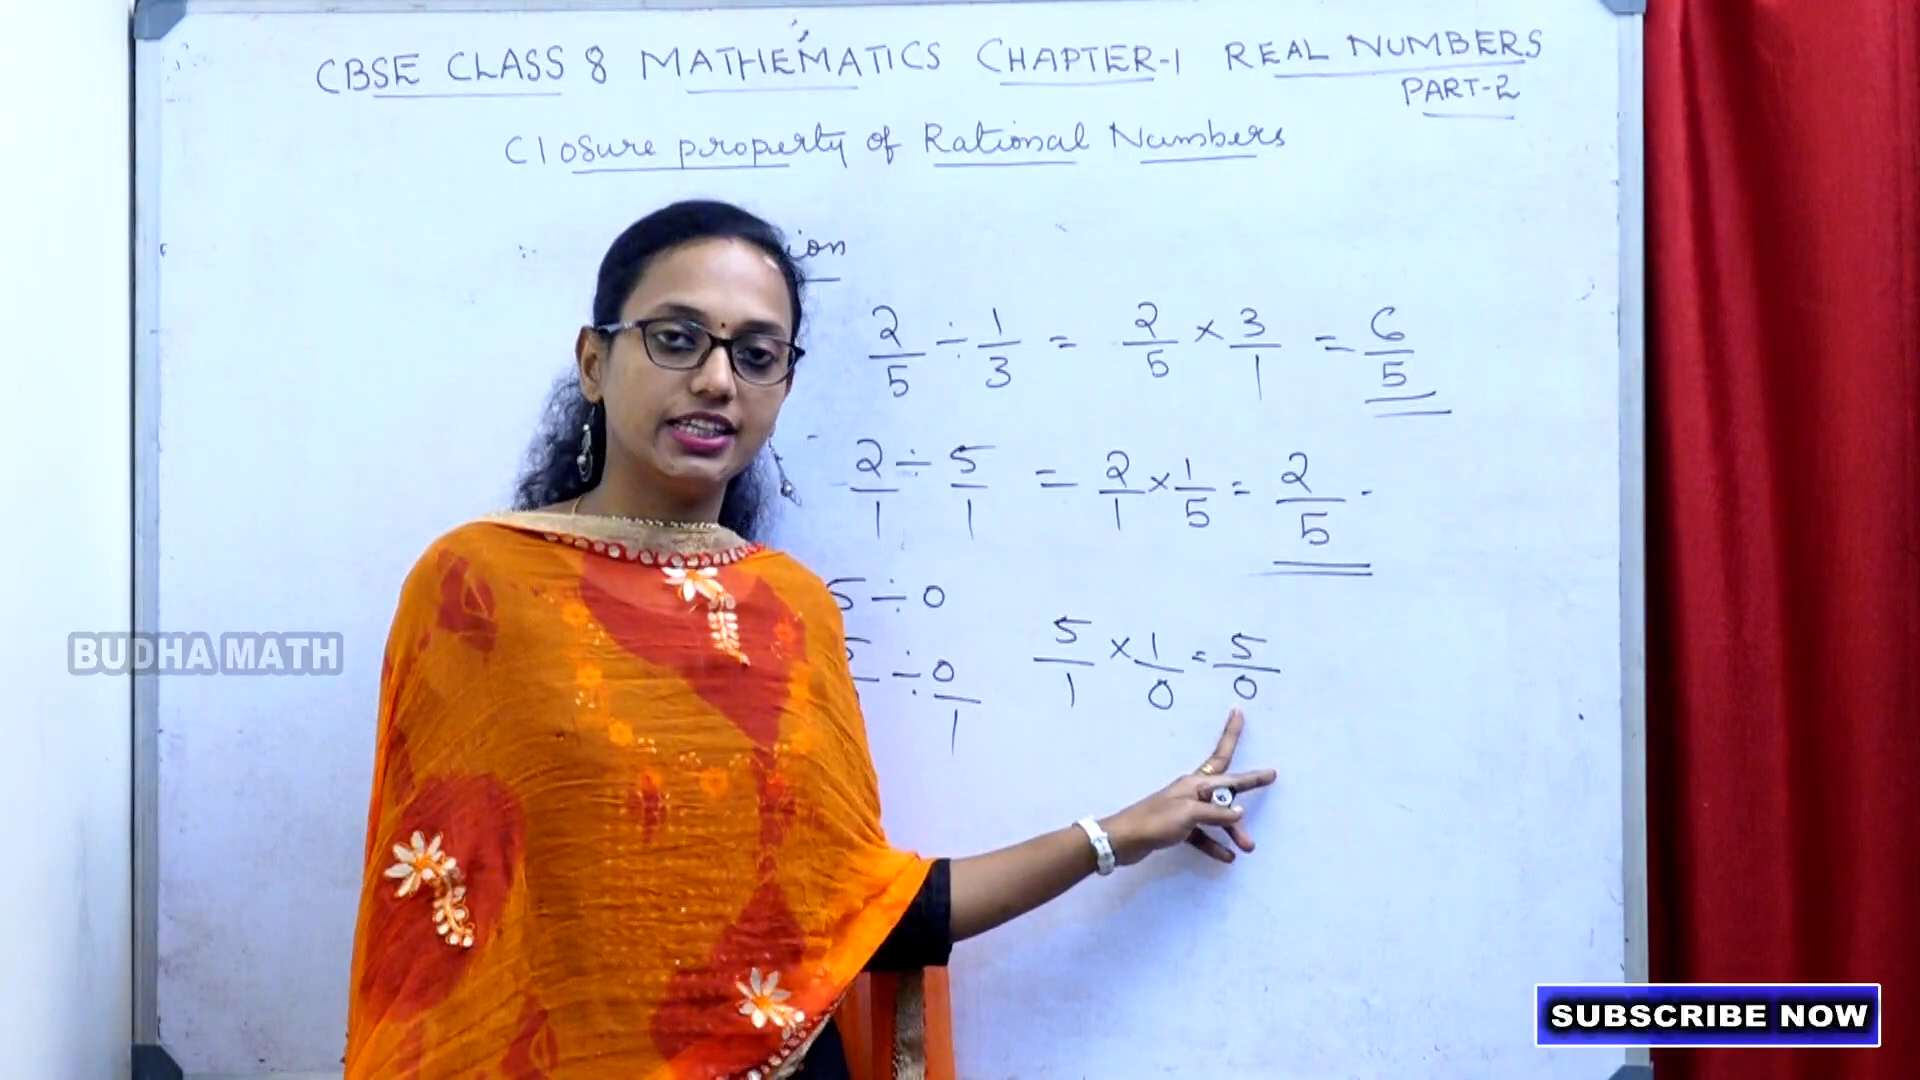 CBSE CLASS 8 MATHEMATICS CHAPTER-1 REAL NUMBERS
PART-2
Closure property of Rational Numbers
2/5 ÷ 1/3 = 2/5 × 3/1 = 6/5
2/1 ÷ 5/1 = 2/1 × 1/5 = 2/5
5 ÷ 0
÷ 0/1 5/1 × 1/0 = 5/0
BUDHA MATH
SUBSCRIBE NOW